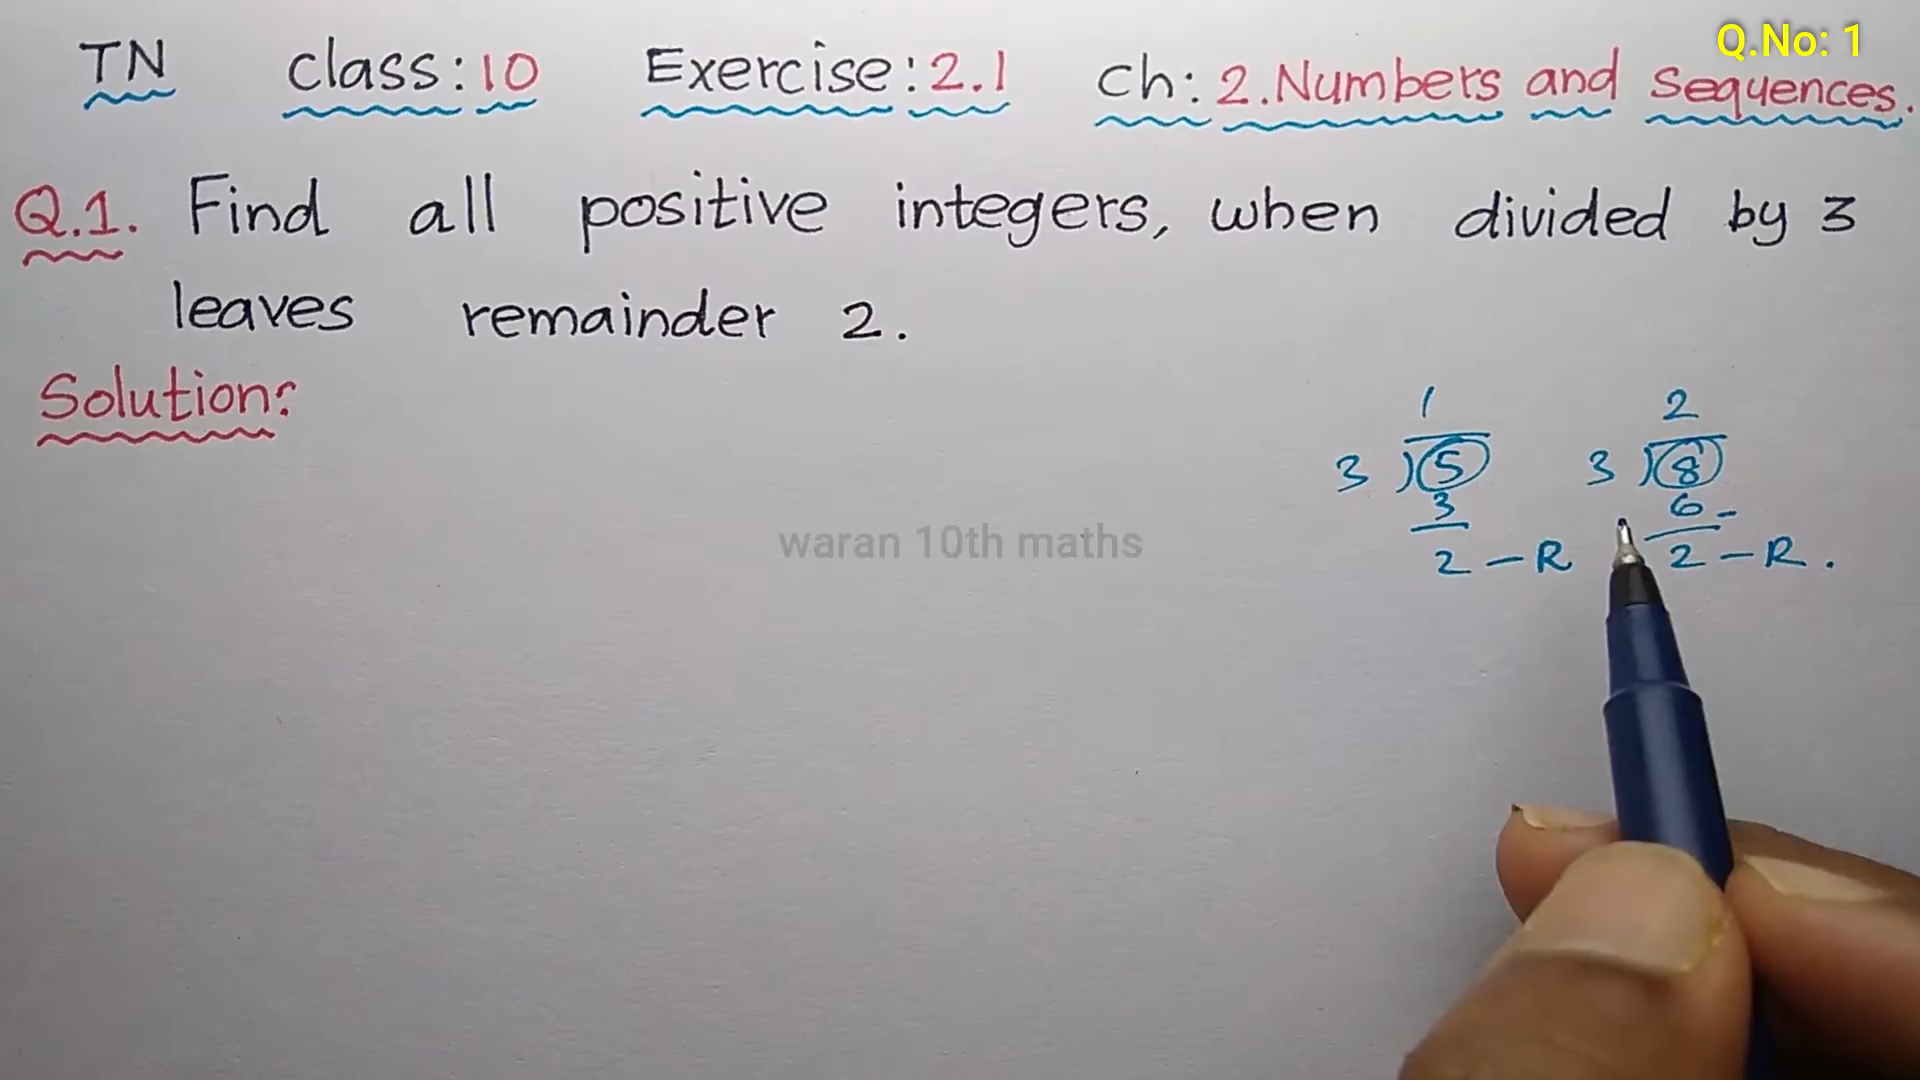 Q.No: 1
TN Class: 10 Exercise: 2.1 Ch: 2. Numbers and Sequences.
Q.1. Find all positive integers, when divided by 3
leaves remainder 2.
Solution:
1 2
3 ) 5 3 ) 8
3 6 -
2 - R 2 - R.
waran 10th maths